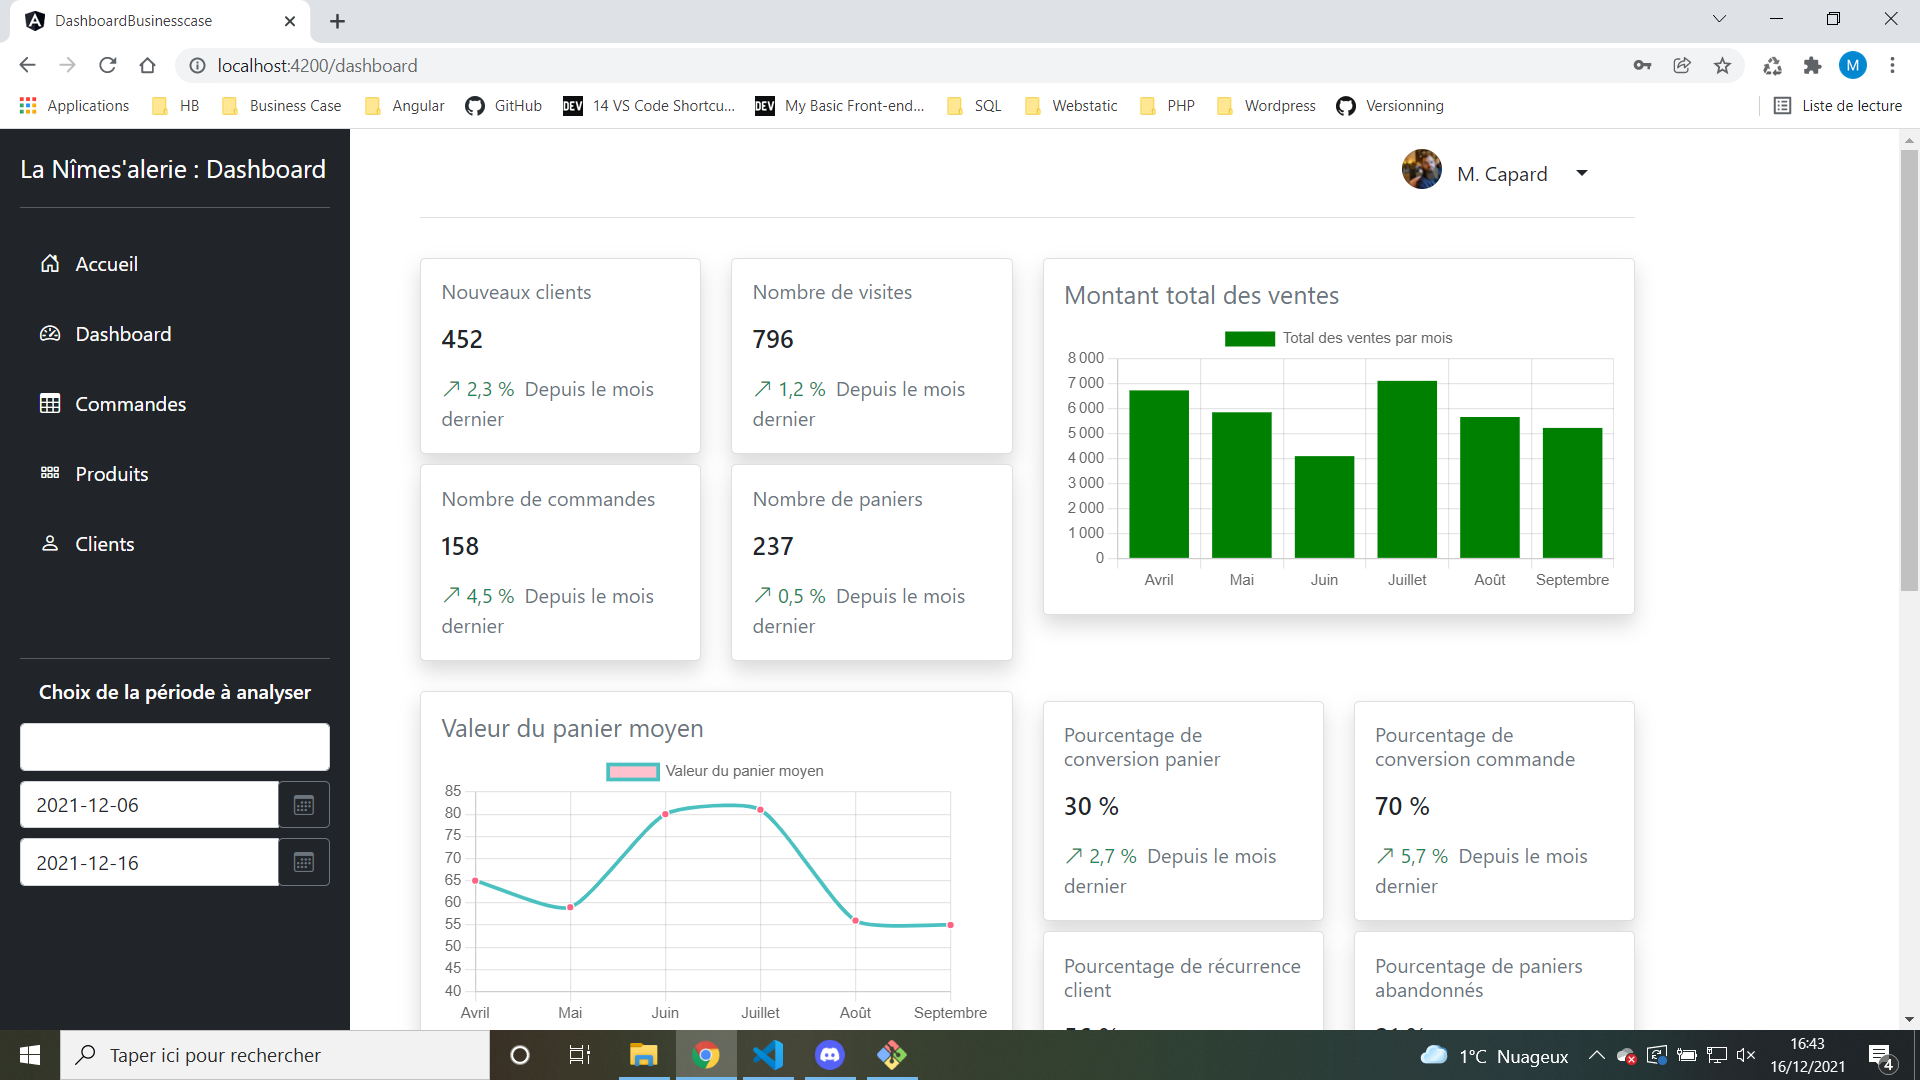 DashboardBusinesscase
localhost:4200/dashboard
M
Applications
HB
Business Case
Angular
GitHub
DEV
14 VS Code Shortcu...
DEV
My Basic Front-end...
SQL
Webstatic
PHP
Wordpress
Versionning
Liste de lecture
La Nîmes'alerie : Dashboard
Accueil
Dashboard
Commandes
Produits
Clients
Choix de la période à analyser
2021-12-06
2021-12-16
M. Capard
Nouveaux clients
452
2,3 % Depuis le mois
dernier
Nombre de visites
796
1,2 % Depuis le mois
dernier
Nombre de commandes
158
4,5 % Depuis le mois
dernier
Nombre de paniers
237
0,5 % Depuis le mois
dernier
Montant total des ventes
Total des ventes par mois
8 000
7 000
6 000
5 000
4 000
3 000
2 000
1 000
0
Avril
Mai
Juin
Juillet
Août
Septembre
Valeur du panier moyen
Valeur du panier moyen
85
80
75
70
65
60
55
50
45
40
Avril
Mai
Juin
Juillet
Août
Septembre
Pourcentage de
conversion panier
30 %
2,7 % Depuis le mois
dernier
Pourcentage de
conversion commande
70 %
5,7 % Depuis le mois
dernier
Pourcentage de récurrence
client
Pourcentage de paniers
abandonnés
Taper ici pour rechercher
1°C Nuageux
16:43
16/12/2021
4